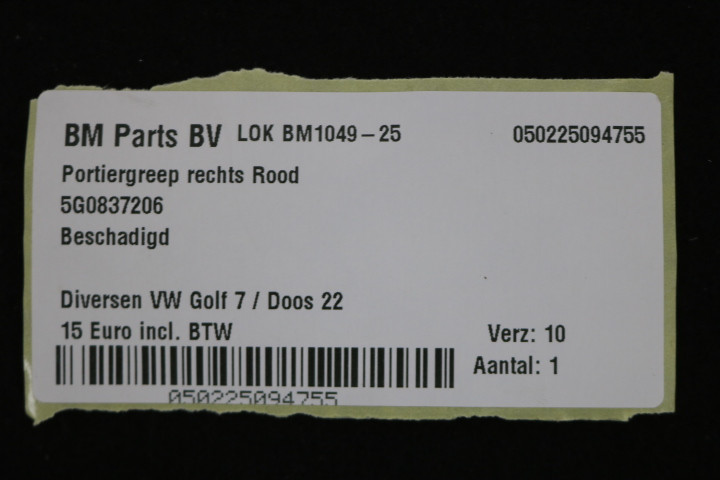 BM Parts BV LOK BM1049-25 050225094755
Portiergreep rechts Rood
5G0837206
Beschadigd
Diversen VW Golf 7 / Doos 22
15 Euro incl. BTW Verz: 10
Aantal: 1
050225094755